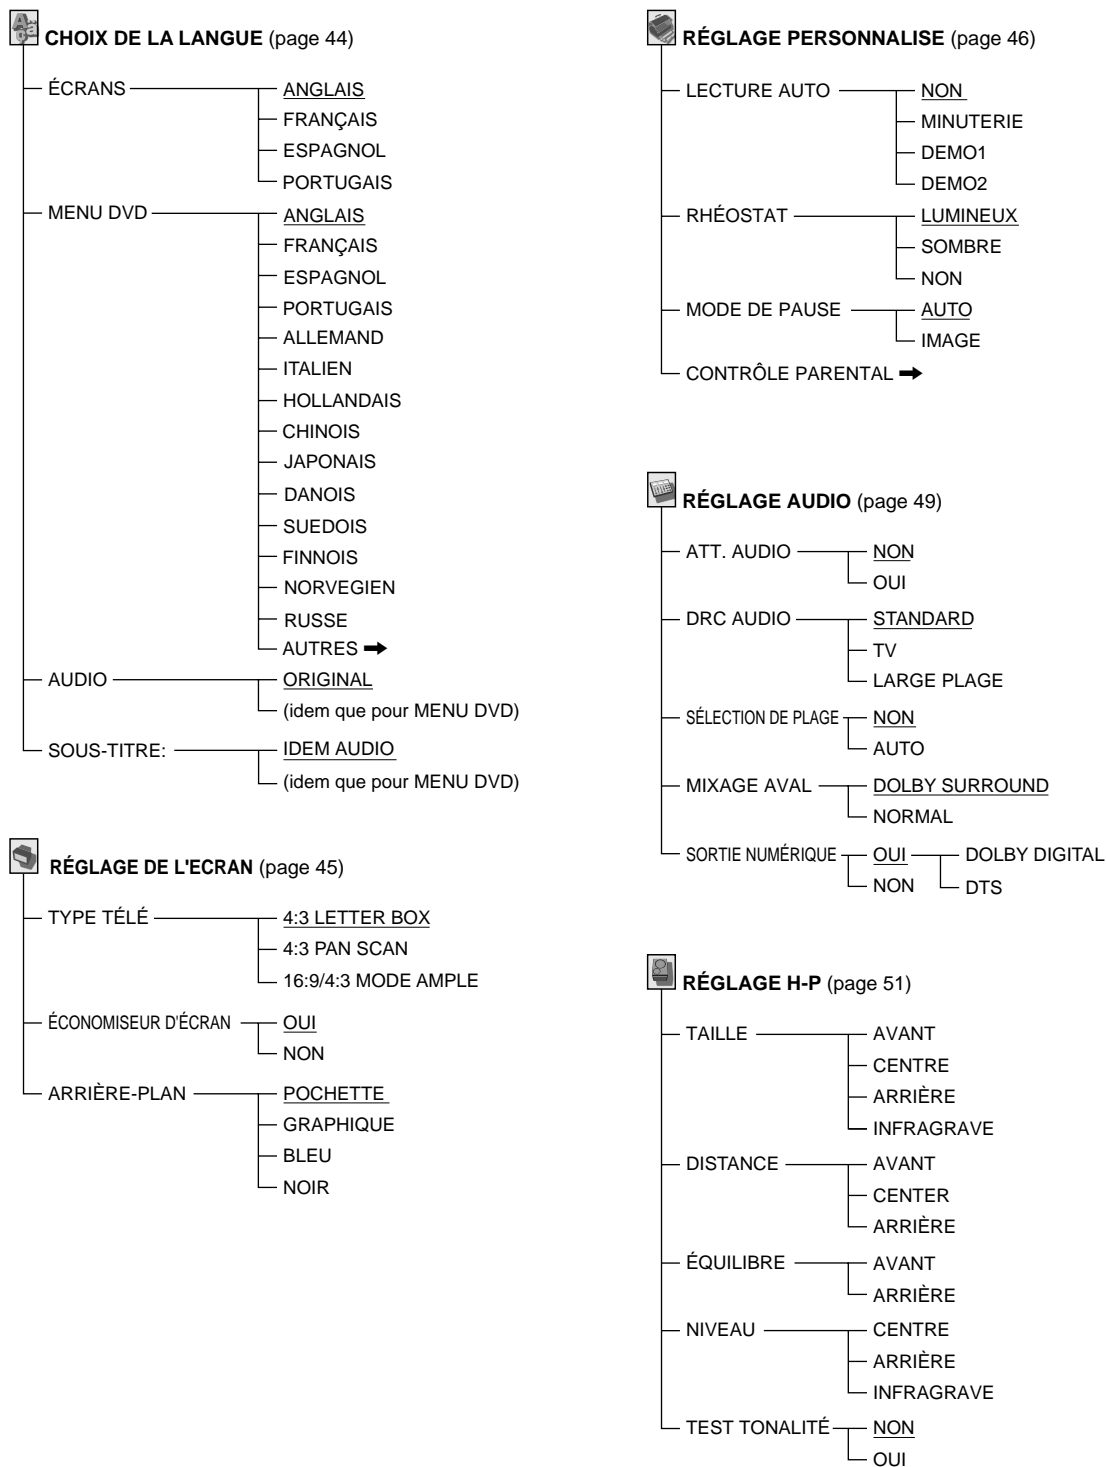 CHOIX DE LA LANGUE (page 44)
ÉCRANS
ANGLAIS
FRANÇAIS
ESPAGNOL
PORTUGAIS
MENU DVD
ANGLAIS
FRANÇAIS
ESPAGNOL
PORTUGAIS
ALLEMAND
ITALIEN
HOLLANDAIS
CHINOIS
JAPONAIS
DANOIS
SUEDOIS
FINNOIS
NORVEGIEN
RUSSE
AUTRES ➡
AUDIO
ORIGINAL
(idem que pour MENU DVD)
SOUS-TITRE:
IDEM AUDIO
(idem que pour MENU DVD)
RÉGLAGE DE L'ECRAN (page 45)
TYPE TÉLÉ
4:3 LETTER BOX
4:3 PAN SCAN
16:9/4:3 MODE AMPLE
ÉCONOMISEUR D'ÉCRAN
OUI
NON
ARRIÈRE-PLAN
POCHETTE
GRAPHIQUE
BLEU
NOIR
RÉGLAGE PERSONNALISE (page 46)
LECTURE AUTO
NON
MINUTERIE
DEMO1
DEMO2
RHÉOSTAT
LUMINEUX
SOMBRE
NON
MODE DE PAUSE
AUTO
IMAGE
CONTRÔLE PARENTAL ➡
RÉGLAGE AUDIO (page 49)
ATT. AUDIO
NON
OUI
DRC AUDIO
STANDARD
TV
LARGE PLAGE
SÉLECTION DE PLAGE
NON
AUTO
MIXAGE AVAL
DOLBY SURROUND
NORMAL
SORTIE NUMÉRIQUE
OUI
DOLBY DIGITAL
NON
DTS
RÉGLAGE H-P (page 51)
TAILLE
AVANT
CENTRE
ARRIÈRE
INFRAGRAVE
DISTANCE
AVANT
CENTER
ARRIÈRE
ÉQUILIBRE
AVANT
ARRIÈRE
NIVEAU
CENTRE
ARRIÈRE
INFRAGRAVE
TEST TONALITÉ
NON
OUI